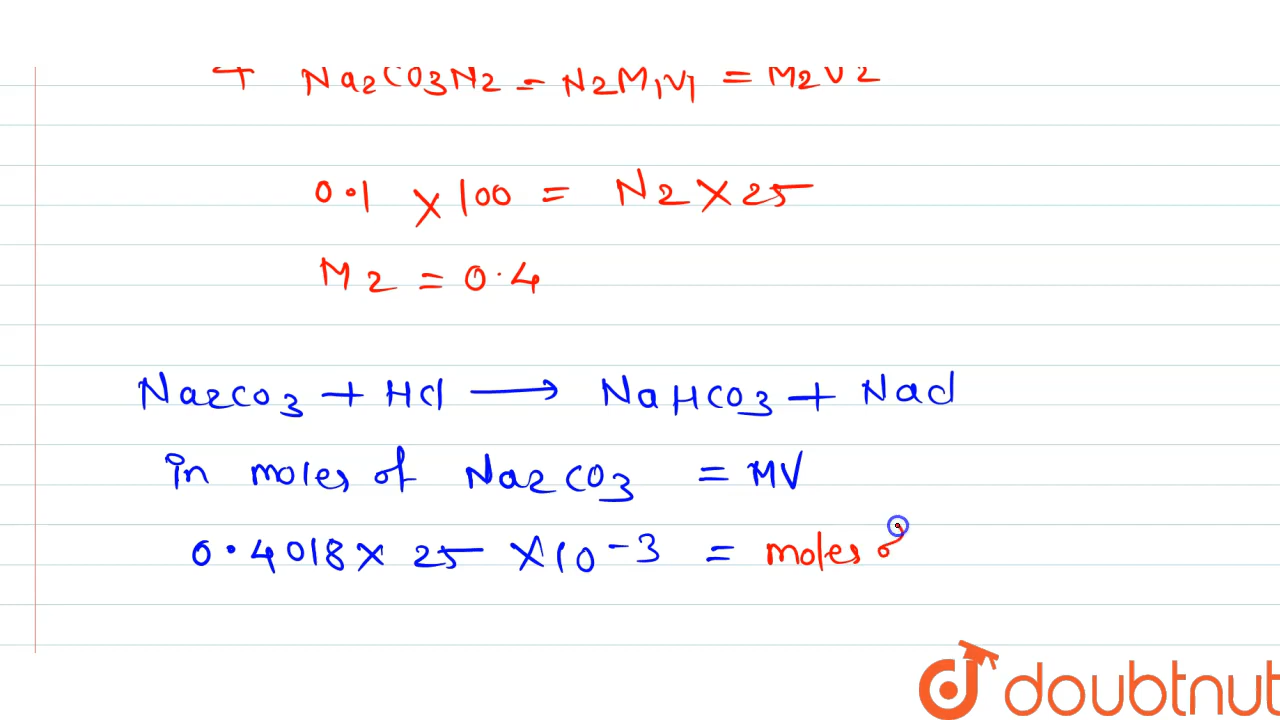 Na2CO3N2 = N2M1V1 = M2V2
0.1 × 100 = N2 × 25
M2 = 0.4
Na2CO3 + HCl → NaHCO3 + NaCl
in moles of Na2CO3 = MV
0.4018 × 25 × 10-3 = moles
doubtnut